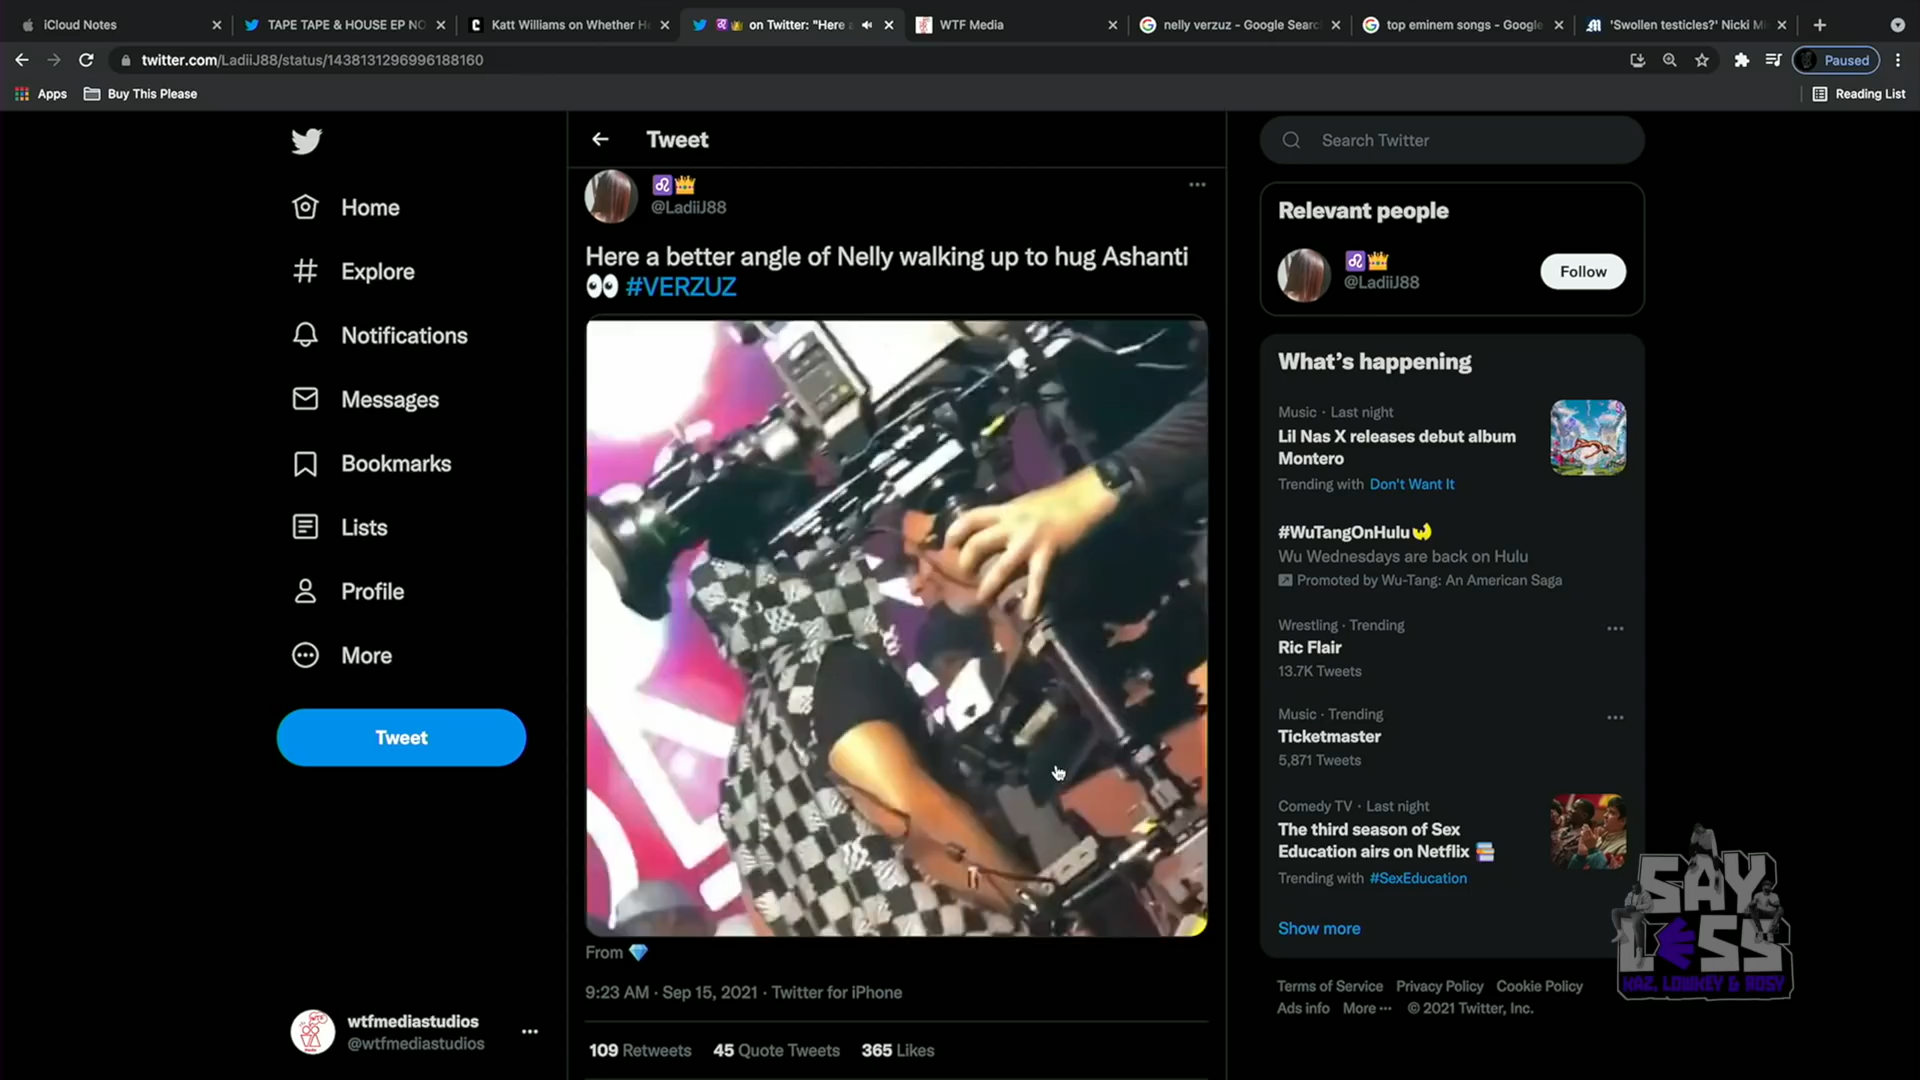 iCloud Notes
TAPE TAPE & HOUSE EP NO
Katt Williams on Whether He
on Twitter: "Here a
WTF Media
nelly verzuz - Google Searc
top eminem songs - Google
'Swollen testicles?' Nicki Mi
twitter.com/LadiiJ88/status/1438131296996188160
Paused
Apps
Buy This Please
Reading List
Tweet
Search Twitter
Home
Explore
Notifications
Messages
Bookmarks
Lists
Profile
More
Tweet
wtfmediastudios
@wtfmediastudios
♌👑
@LadiiJ88
Here a better angle of Nelly walking up to hug Ashanti
👀 #VERZUZ
From 💎
9:23 AM · Sep 15, 2021 · Twitter for iPhone
109 Retweets 45 Quote Tweets 365 Likes
Relevant people
♌👑
@LadiiJ88
Follow
What's happening
Music · Last night
Lil Nas X releases debut album
Montero
Trending with Don't Want It
#WuTangOnHulu
Wu Wednesdays are back on Hulu
Promoted by Wu-Tang: An American Saga
Wrestling · Trending
Ric Flair
13.7K Tweets
Music · Trending
Ticketmaster
5,871 Tweets
Comedy TV · Last night
The third season of Sex
Education airs on Netflix 📚
Trending with #SexEducation
Show more
Terms of Service Privacy Policy Cookie Policy
Ads info More ··· © 2021 Twitter, Inc.
SAY
LESS
KAZ, LOWKEY & ROSY